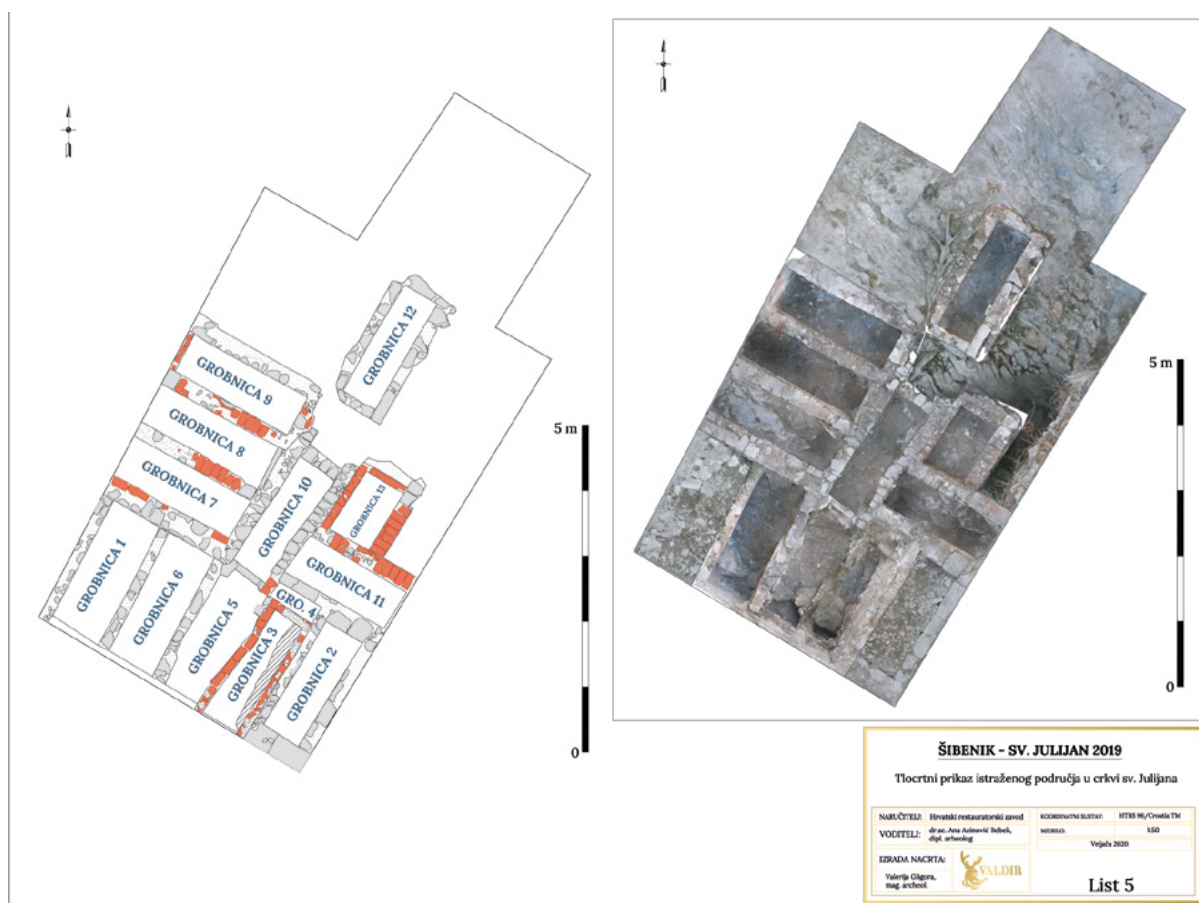 GROBNICA 12
GROBNICA 9
GROBNICA 8
GROBNICA 7
GROBNICA 10
GROBNICA 13
GROBNICA 11
GROBNICA 1
GROBNICA 6
GROBNICA 5
GRO. 4
GROBNICA 3
GROBNICA 2
5 m
0
5 m
0
ŠIBENIK - SV. JULIJAN 2019
Tlocrtni prikaz istraženog područja u crkvi sv. Julijana
NARUČITELJ: Hrvatski restauratorski zavod
KOORDINATNI SUSTAV: HTRS 96/Croatia TM
VODITELJ: dr.sc. Ana Azinović Bebek,
dipl. arheolog
MJERILO: 1:50
Veljača 2020.
IZRADA NACRTA:
Valerija Gligora,
mag. archeol.
VALDIR
List 5